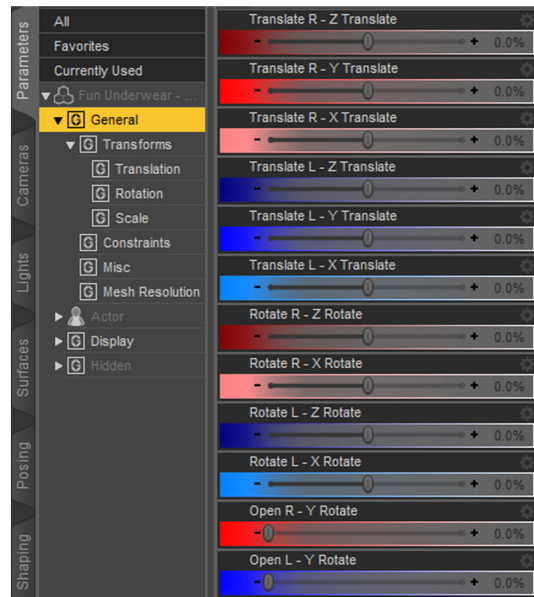 Parameters
Cameras
Lights
Surfaces
Posing
Shaping
All
Favorites
Currently Used
Fun Underwear - ...
G General
G Transforms
G Translation
G Rotation
G Scale
G Constraints
G Misc
G Mesh Resolution
Actor
G Display
G Hidden
Translate R - Z Translate
- + 0.0%
Translate R - Y Translate
- + 0.0%
Translate R - X Translate
- + 0.0%
Translate L - Z Translate
- + 0.0%
Translate L - Y Translate
- + 0.0%
Translate L - X Translate
- + 0.0%
Rotate R - Z Rotate
- + 0.0%
Rotate R - X Rotate
- + 0.0%
Rotate L - Z Rotate
- + 0.0%
Rotate L - X Rotate
- + 0.0%
Open R - Y Rotate
- + 0.0%
Open L - Y Rotate
- + 0.0%